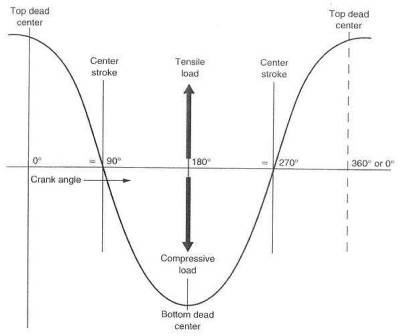 Top dead
center
Top dead
center
Center
stroke
Tensile
load
Center
stroke
0°
≈ 90°
180°
≈ 270°
360° or 0°
Crank angle
Compressive
load
Bottom dead
center